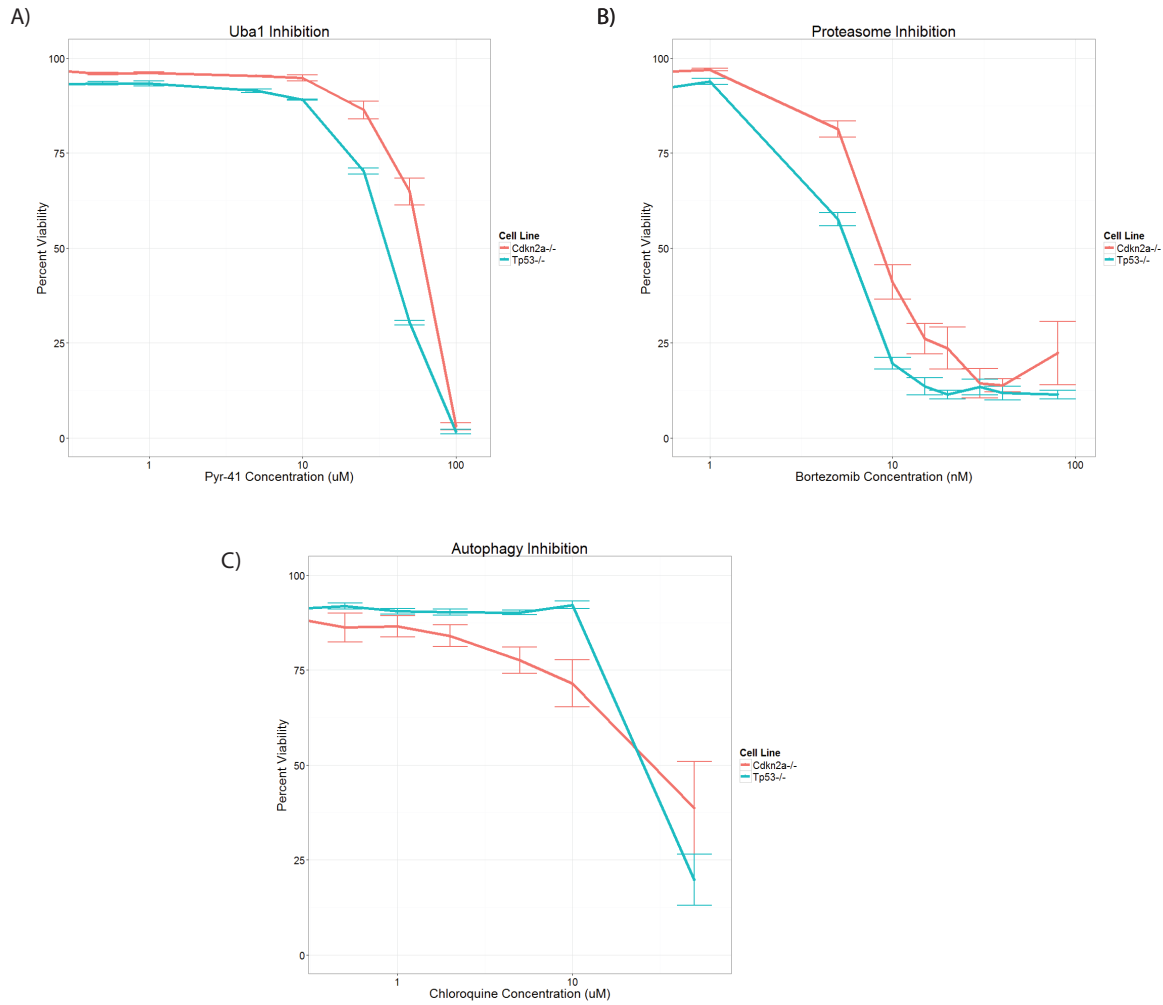 A)
Uba1 Inhibition
Percent Viability
100
75
50
25
0
1
10
100
Pyr-41 Concentration (uM)
Cell Line
Cdkn2a-/-
Tp53-/-
B)
Proteasome Inhibition
Percent Viability
100
75
50
25
0
1
10
100
Bortezomib Concentration (nM)
Cell Line
Cdkn2a-/-
Tp53-/-
C)
Autophagy Inhibition
Percent Viability
100
75
50
25
0
1
10
Chloroquine Concentration (uM)
Cell Line
Cdkn2a-/-
Tp53-/-